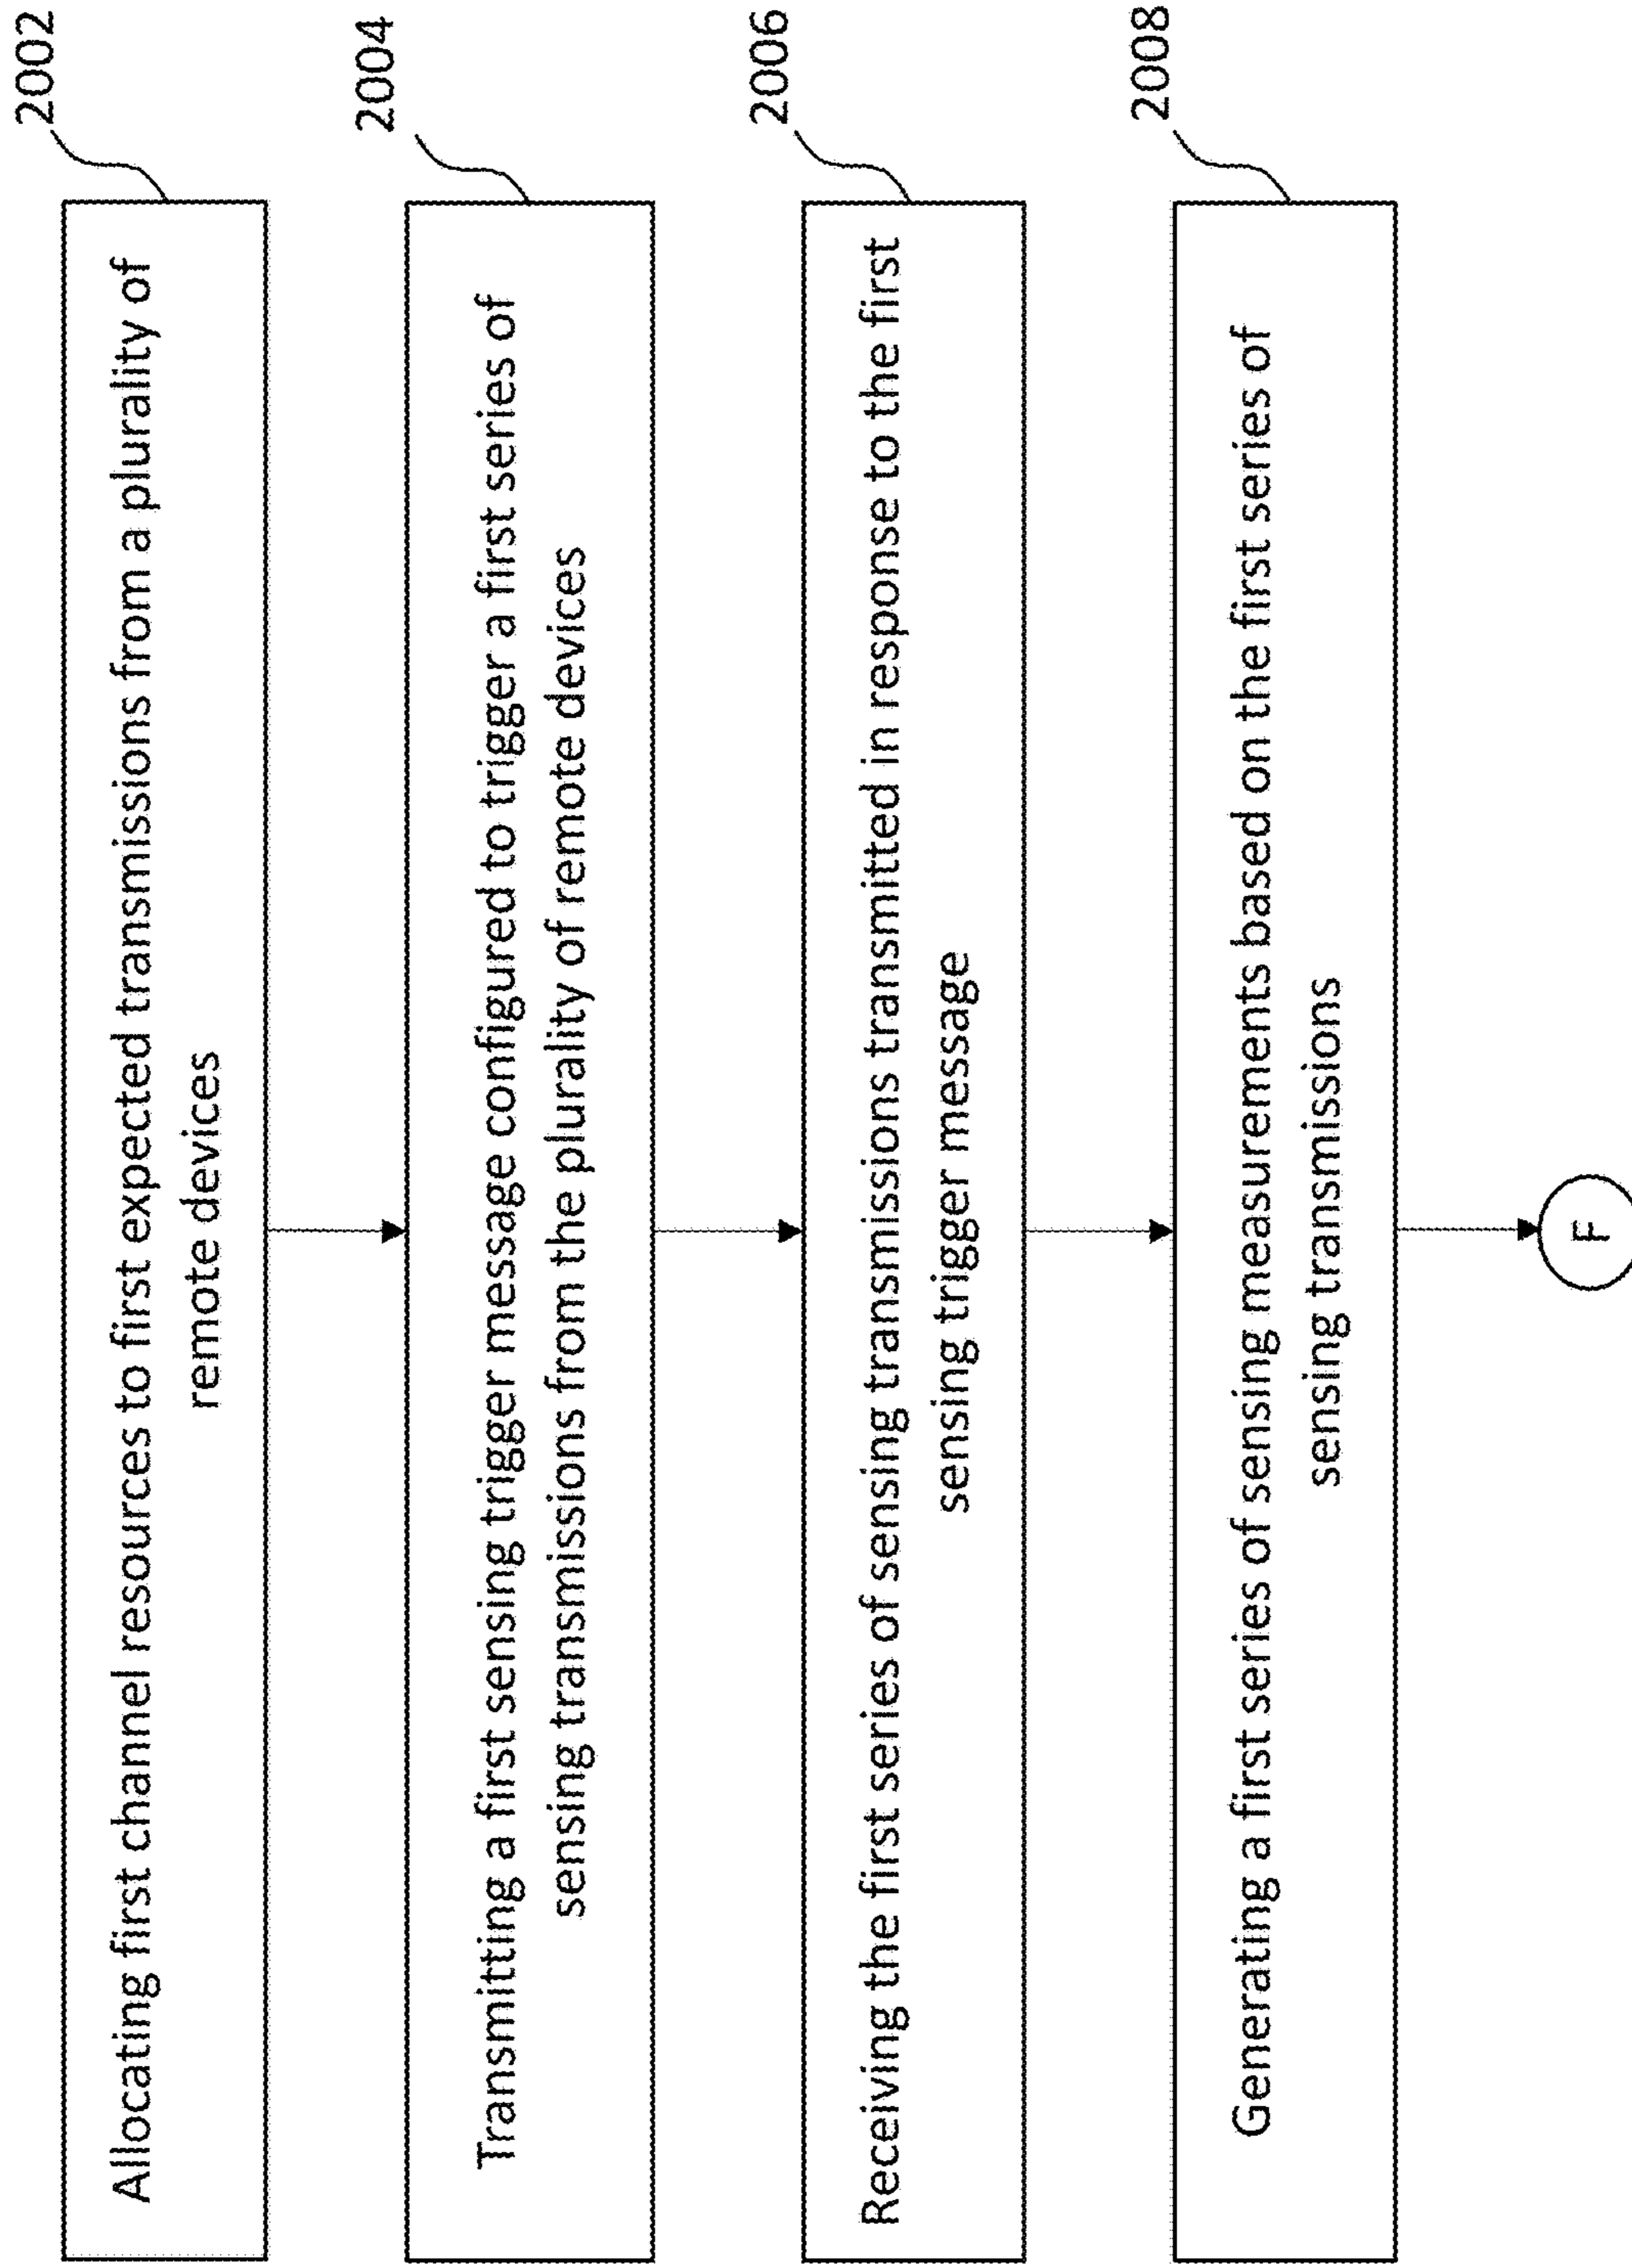 2002
Allocating first channel resources to first expected transmissions from a plurality of
remote devices
2004
Transmitting a first sensing trigger message configured to trigger a first series of
sensing transmissions from the plurality of remote devices
2006
Receiving the first series of sensing transmissions transmitted in response to the first
sensing trigger message
2008
Generating a first series of sensing measurements based on the first series of
sensing transmissions
F